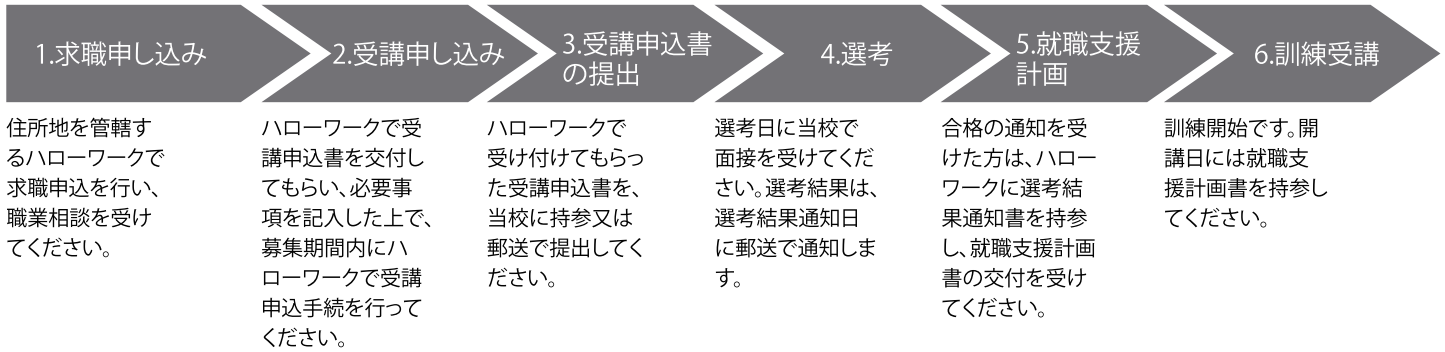 1.求職申し込み
住所地を管轄す
るハローワークで
求職申込を行い、
職業相談を受け
てください。
2.受講申し込み
ハローワークで受
講申込書を交付し
てもらい、必要事
項を記入した上で、
募集期間内にハ
ローワークで受講
申込手続を行って
ください。
3.受講申込書
の提出
ハローワークで
受け付けてもらっ
た受講申込書を、
当校に持参又は
郵送で提出してく
ださい。
4.選考
選考日に当校で
面接を受けてくだ
さい。選考結果は、
選考結果通知日
に郵送で通知しま
す。
5.就職支援
計画
合格の通知を受
けた方は、ハロー
ワークに選考結
果通知書を持参
し、就職支援計画
書の交付を受け
てください。
6.訓練受講
訓練開始です。開
講日には就職支
援計画書を持参し
てください。